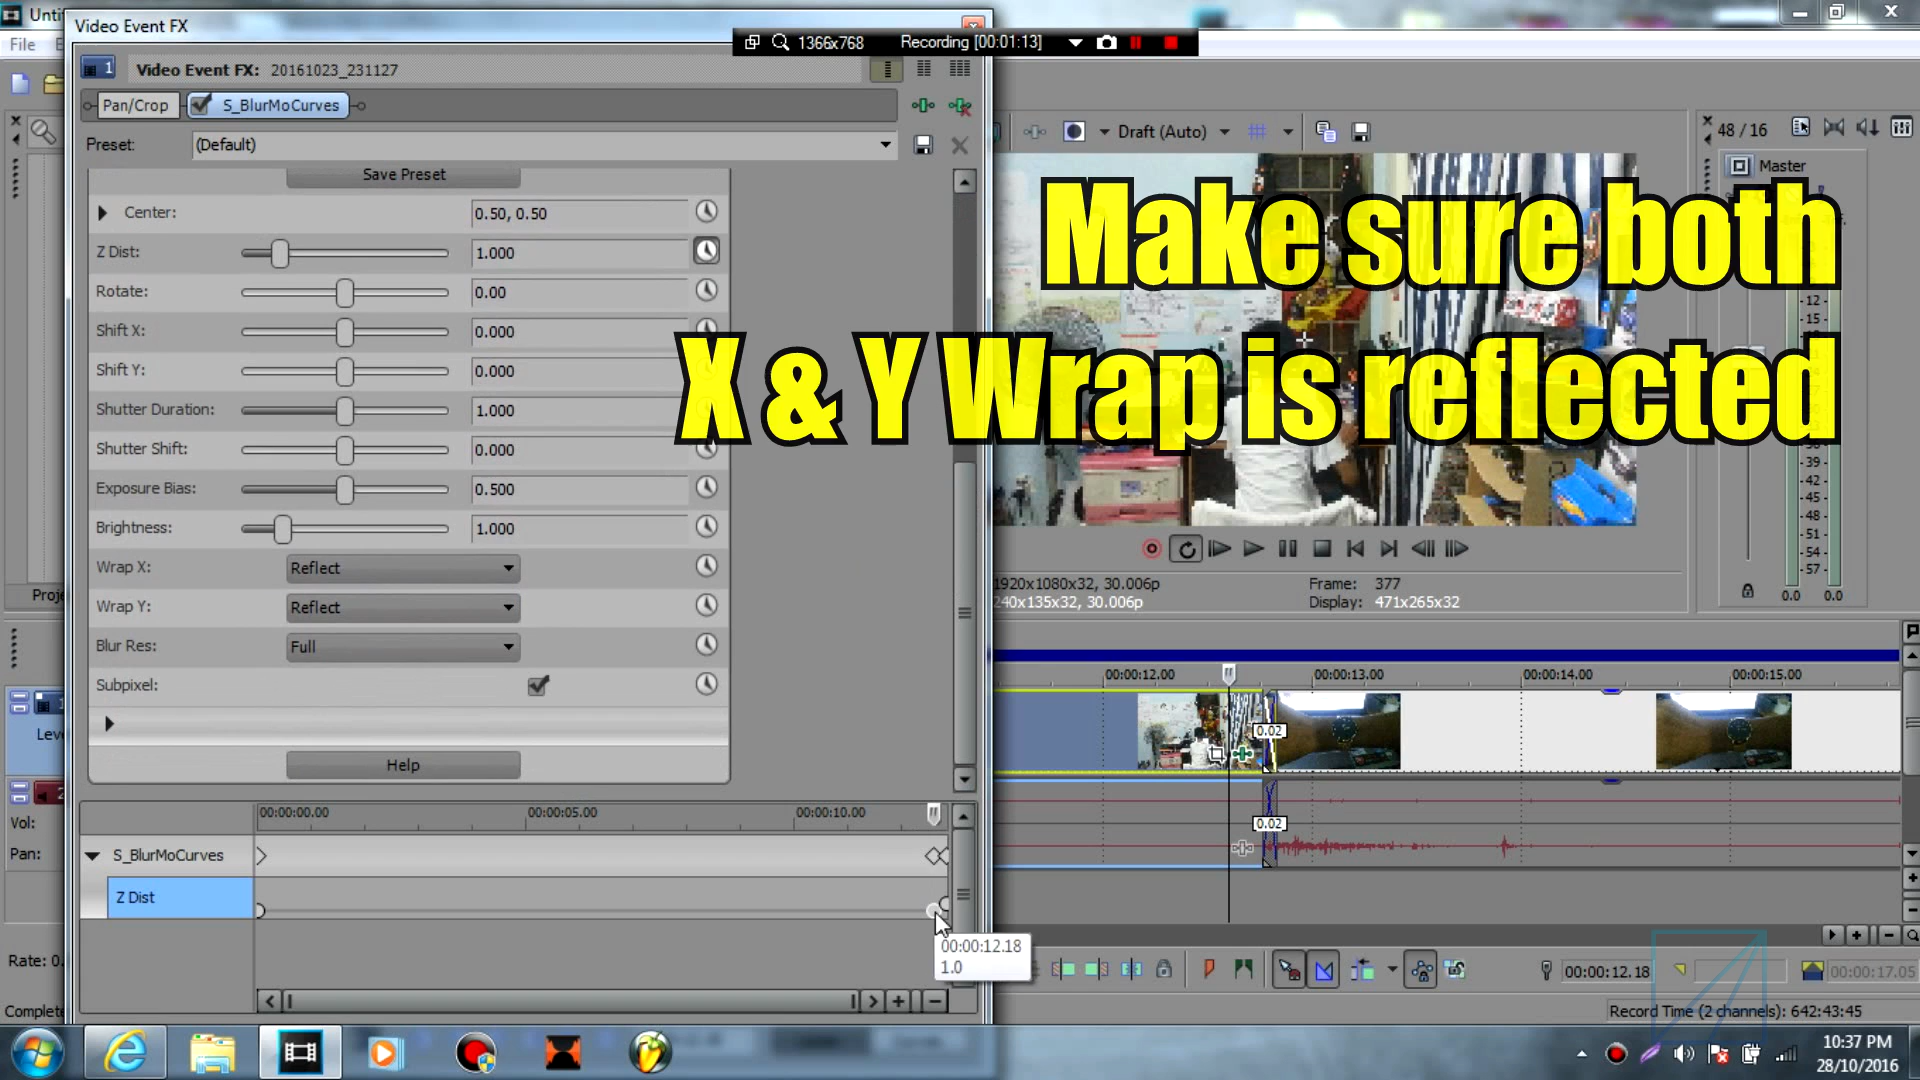 Unti
Video Event FX
File
1366x768
Recording [00:01:13]
1
Video Event FX: 20161023_231127
Pan/Crop
S_BlurMoCurves
Preset:
(Default)
Draft (Auto)
48 / 16
Master
Save Preset
Center:
0.50, 0.50
Z Dist:
1.000
Rotate:
0.00
Shift X:
0.000
Shift Y:
0.000
Shutter Duration:
1.000
Shutter Shift:
0.000
Exposure Bias:
0.500
Brightness:
1.000
Wrap X:
Reflect
Wrap Y:
Reflect
Blur Res:
Full
Subpixel:
Help
Make sure both
X & Y Wrap is reflected
-12-
-15-
-39-
-42-
-45-
-48-
-51-
-54-
-57-
0.0
0.0
1920x1080x32, 30.006p
240x135x32, 30.006p
Frame: 377
Display: 471x265x32
Proje
00:00:12.00
00:00:13.00
00:00:14.00
00:00:15.00
0.02
0.02
Leve
Vol:
Pan:
00:00:00.00
00:00:05.00
00:00:10.00
S_BlurMoCurves
Z Dist
00:00:12.18
1.0
Rate: 0.
00:00:12.18
00:00:17.05
Complete
Record Time (2 channels): 642:43:45
10:37 PM
28/10/2016